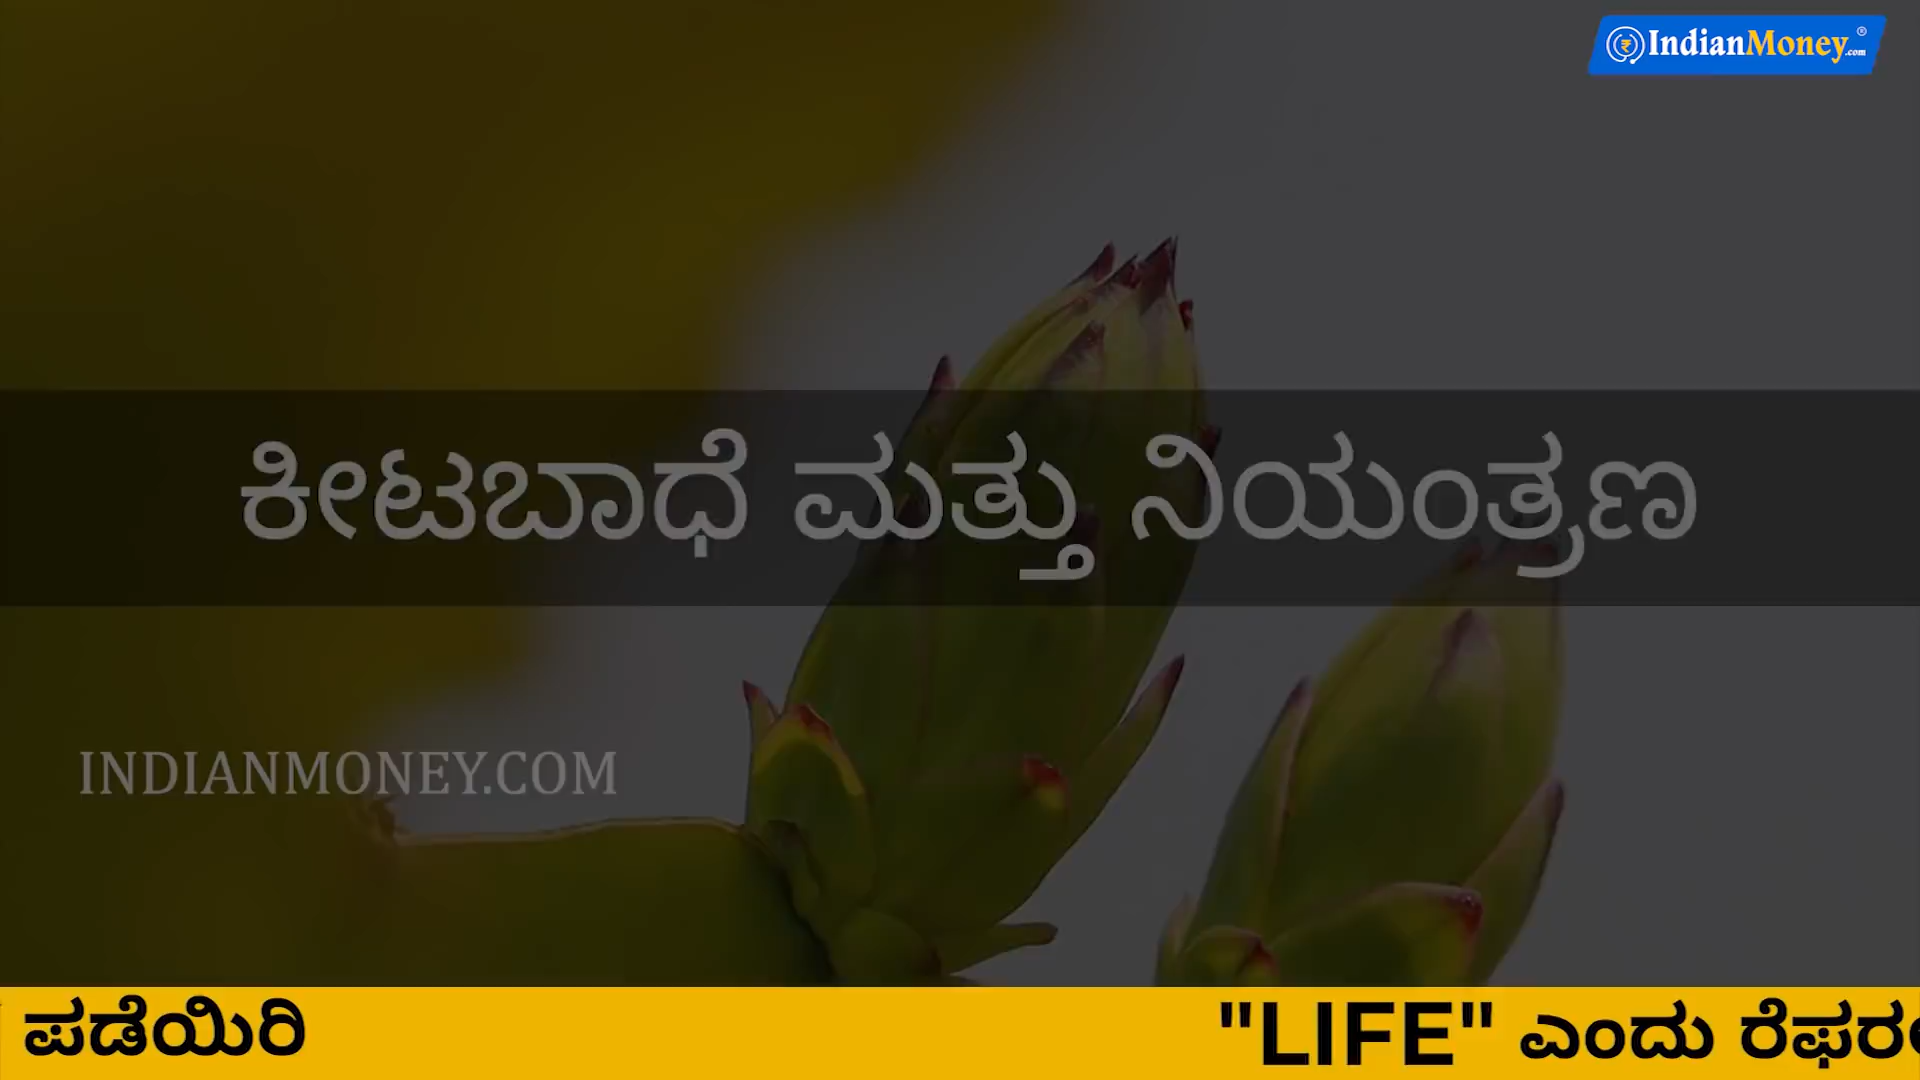 IndianMoney.com
ಕೀಟಬಾಧೆ ಮತ್ತು ನಿಯಂತ್ರಣ
INDIANMONEY.COM
ಪಡೆಯಿರಿ "LIFE" ಎಂದು